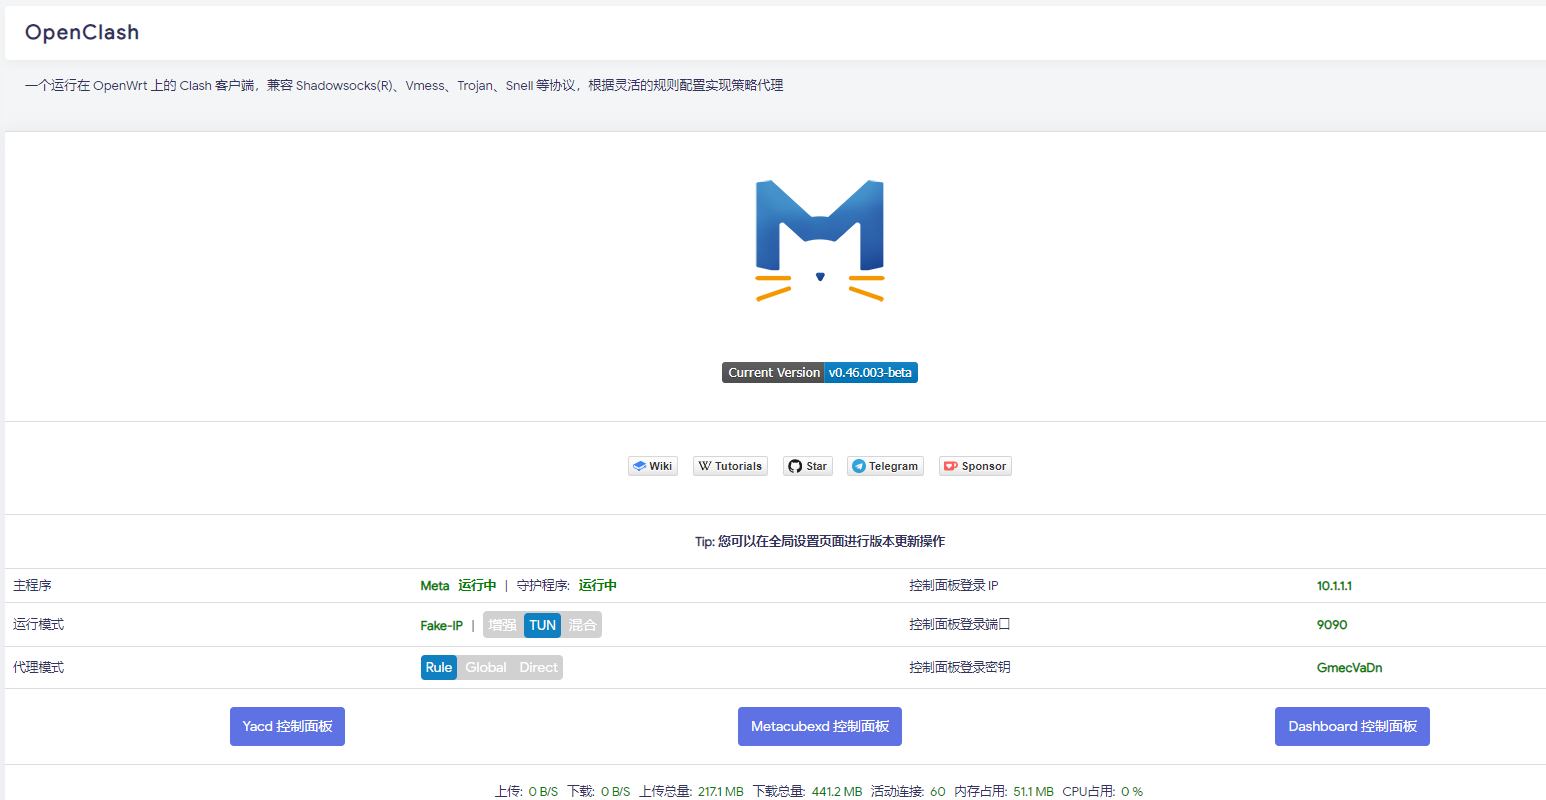 OpenClash
一个运行在 OpenWrt 上的 Clash 客户端，兼容 Shadowsocks(R)、Vmess、Trojan、Snell 等协议，根据灵活的规则配置实现策略代理
Current Version v0.46.003-beta
Wiki Tutorials Star Telegram Sponsor
Tip: 您可以在全局设置页面进行版本更新操作
主程序 Meta 运行中 | 守护程序: 运行中 控制面板登录 IP 10.1.1.1
运行模式 Fake-IP | 增强 TUN 混合 控制面板登录端口 9090
代理模式 Rule Global Direct 控制面板登录密钥 GmecVaDn
Yacd 控制面板 Metacubexd 控制面板 Dashboard 控制面板
上传: 0 B/S 下载: 0 B/S 上传总量: 217.1 MB 下载总量: 441.2 MB 活动连接: 60 内存占用: 51.1 MB CPU占用: 0 %